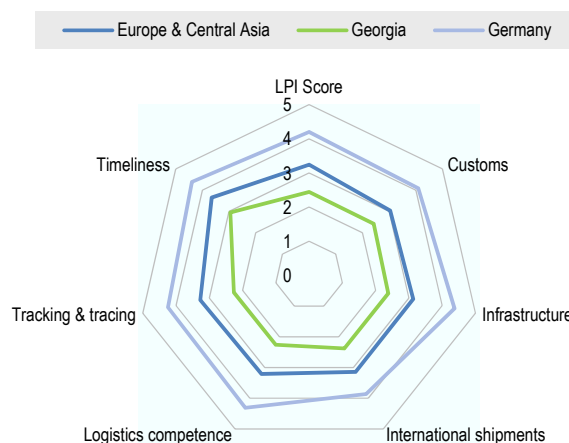 Europe & Central Asia Georgia Germany
LPI Score
5
4
3
2
1
0
Customs
Infrastructure
International shipments
Logistics competence
Tracking & tracing
Timeliness